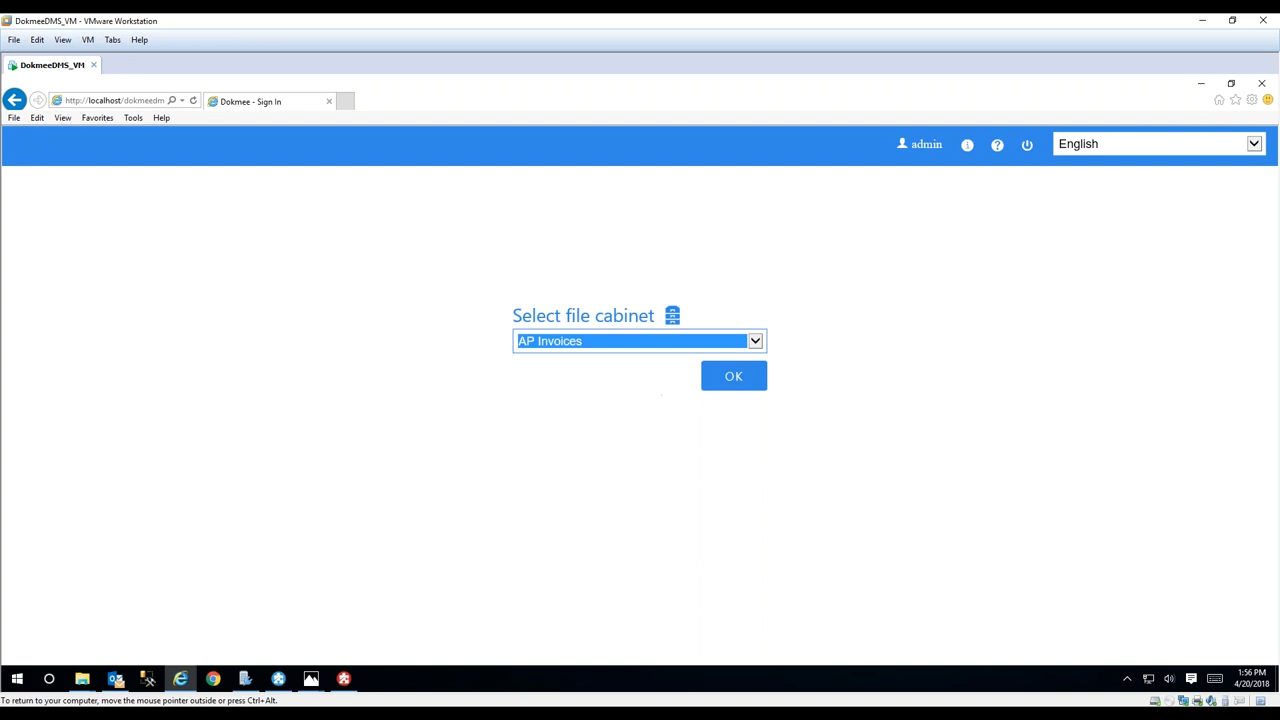 DokmeeDMS_VM - VMware Workstation
File Edit View VM Tabs Help
DokmeeDMS_VM
http://localhost/dokmeedm
Dokmee - Sign In
File Edit View Favorites Tools Help
admin
English
Select file cabinet
AP Invoices
OK
1:56 PM
4/20/2018
To return to your computer, move the mouse pointer outside or press Ctrl+Alt.